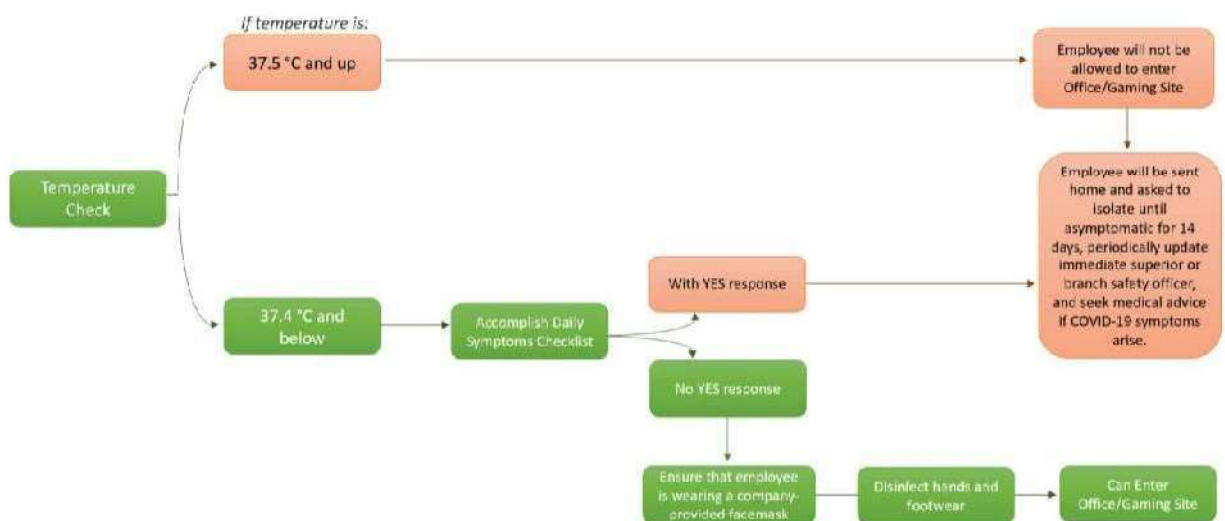 If temperature is:
37.5 °C and up
Employee will not be
allowed to enter
Office/Gaming Site
Temperature
Check
Employee will be sent
home and asked to
isolate until
asymptomatic for 14
days, periodically update
immediate superior or
branch safety officer,
and seek medical advice
if COVID-19 symptoms
arise.
With YES response
37.4 °C and
below
Accomplish Daily
Symptoms Checklist
No YES response
Ensure that employee
is wearing a company-
provided facemask
Disinfect hands and
footwear
Can Enter
Office/Gaming Site